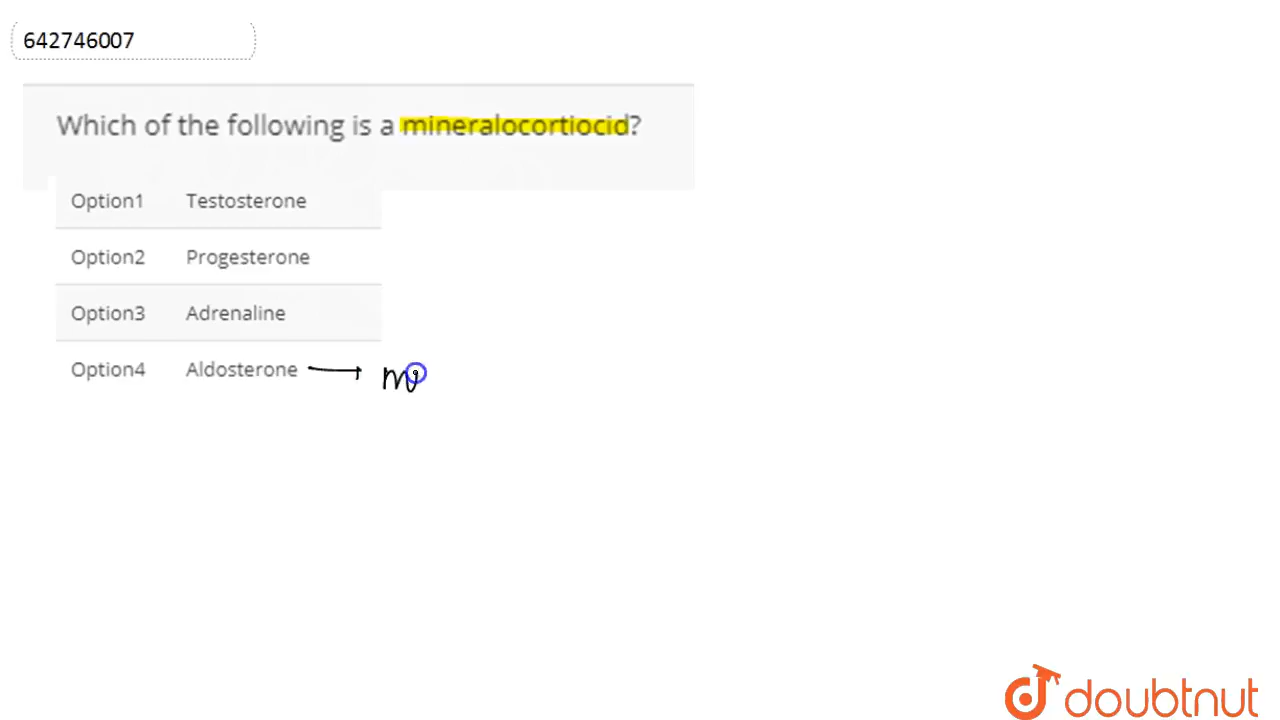 642746007
Which of the following is a mineralocortiocid?
Option1 Testosterone
Option2 Progesterone
Option3 Adrenaline
Option4 Aldosterone
doubtnut